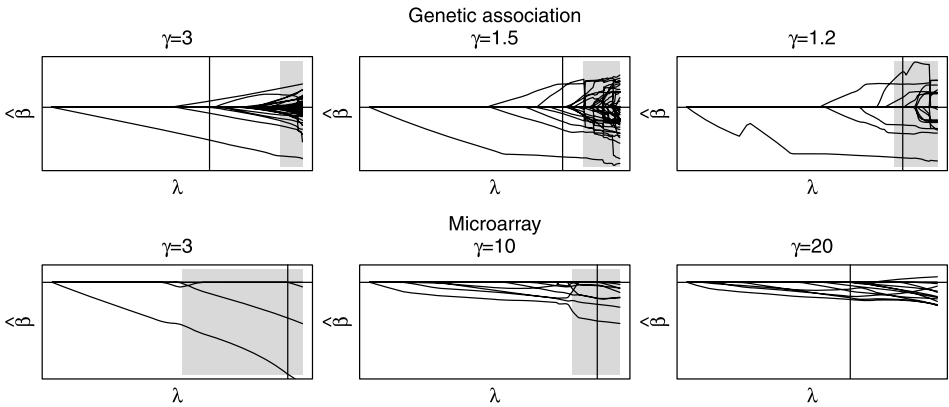 Genetic association
γ=3 γ=1.5 γ=1.2
β̂ β̂ β̂
λ λ λ
Microarray
γ=3 γ=10 γ=20
β̂ β̂ β̂
λ λ λ